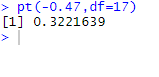 > pt(-0.47,df=17)
[1] 0.3221639
>